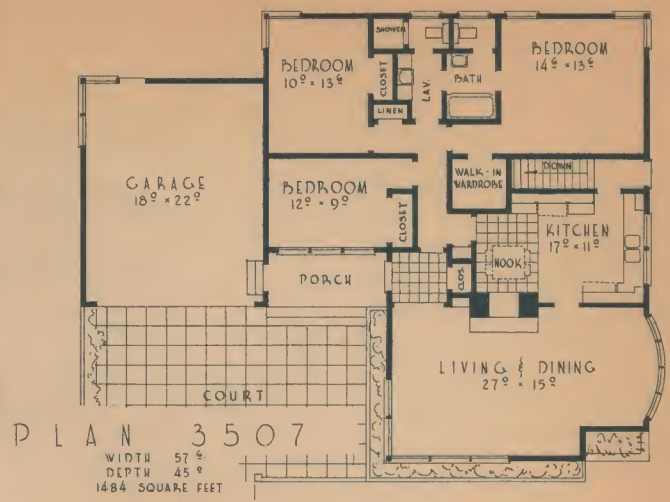 SHOWER
BEDROOM
10⁰ × 13⁶
CLOSET
LINEN
LAV.
BATH
BEDROOM
14⁶ × 13⁶
GARAGE
18⁰ × 22⁰
BEDROOM
12⁰ × 9⁰
CLOSET
WALK-IN
WARDROBE
DOWN
KITCHEN
17⁰ × 11⁰
NOOK
PORCH
CLOS
LIVING & DINING
27⁰ × 15⁰
COURT
PLAN 3507
WIDTH 57⁶
DEPTH 45⁰
1484 SQUARE FEET